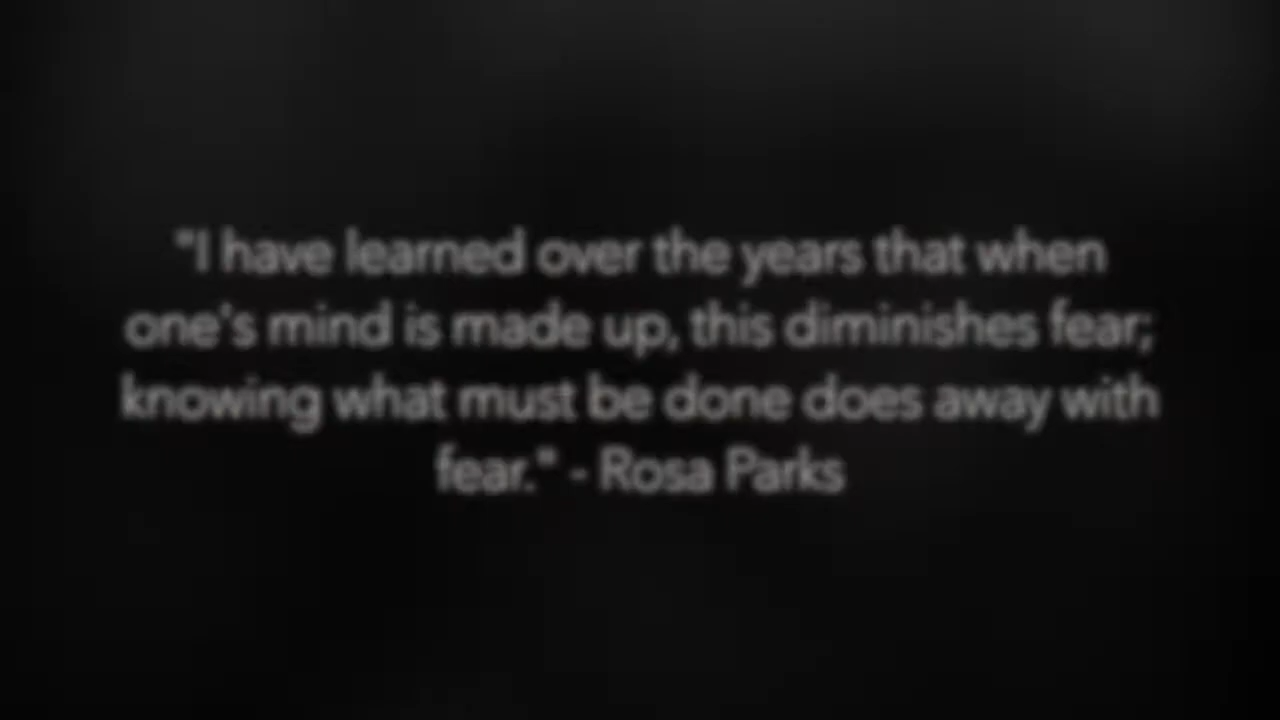 "I have learned over the years that when
one's mind is made up, this diminishes fear;
knowing what must be done does away with
fear." - Rosa Parks